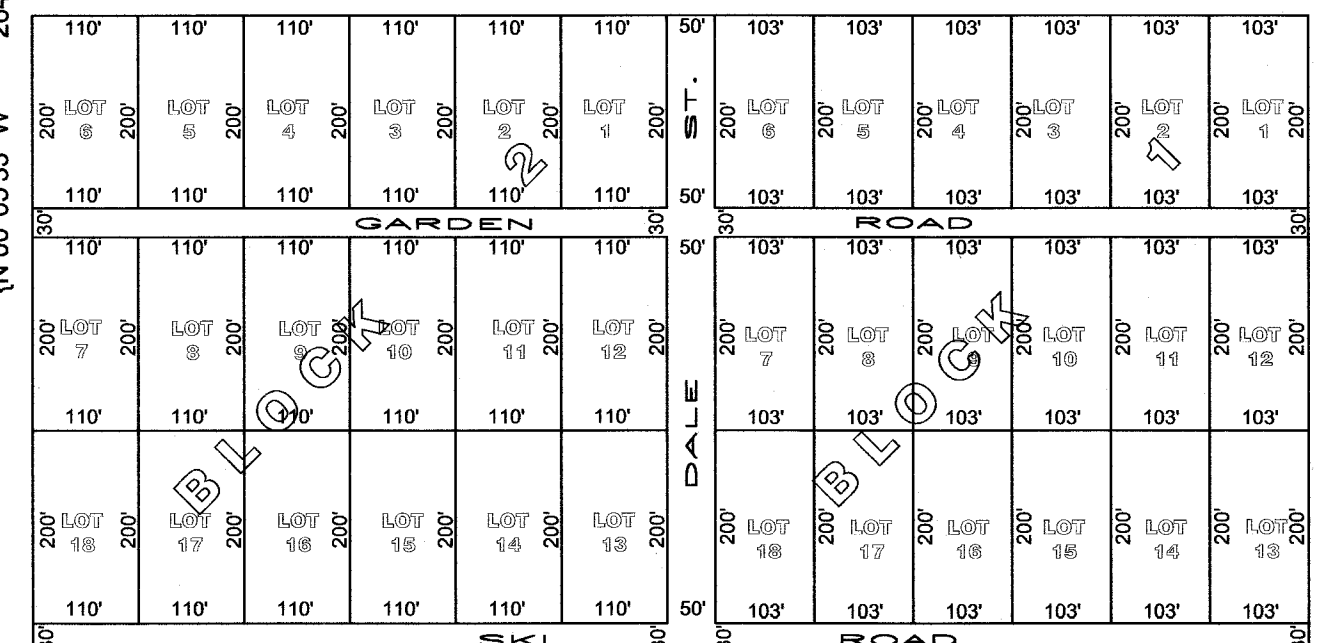 110' 110' 110' 110' 110' 110' 50' 103' 103' 103' 103' 103' 103'
200' LOT 6 200' LOT 5 200' LOT 4 LOT 3 200' LOT 2 200' LOT 1 200' ST. 200' LOT 6 200' LOT 5 200' LOT 4 200' LOT 3 200' LOT 2 200' LOT 1 200'
2 1
110' 110' 110' 110' 110' 110' 50' 103' 103' 103' 103' 103' 103'
30' GARDEN 30' 30' ROAD 30'
110' 110' 110' 110' 110' 110' 50' 103' 103' 103' 103' 103' 103'
200' LOT 7 200' LOT 8 200' LOT 9 200' LOT 10 200' LOT 11 200' LOT 12 200' LOT 7 200' LOT 8 200' LOT 9 200' LOT 10 200' LOT 11 200' LOT 12 200'
110' 110' 110' 110' 110' 110' 103' 103' 103' 103' 103' 103'
BLOCK DALE BLOCK
200' LOT 18 200' LOT 17 200' LOT 16 200' LOT 15 200' LOT 14 200' LOT 13 200' LOT 18 200' LOT 17 200' LOT 16 200' LOT 15 200' LOT 14 200' LOT 13 200'
110' 110' 110' 110' 110' 110' 50' 103' 103' 103' 103' 103' 103'
SKI ROAD